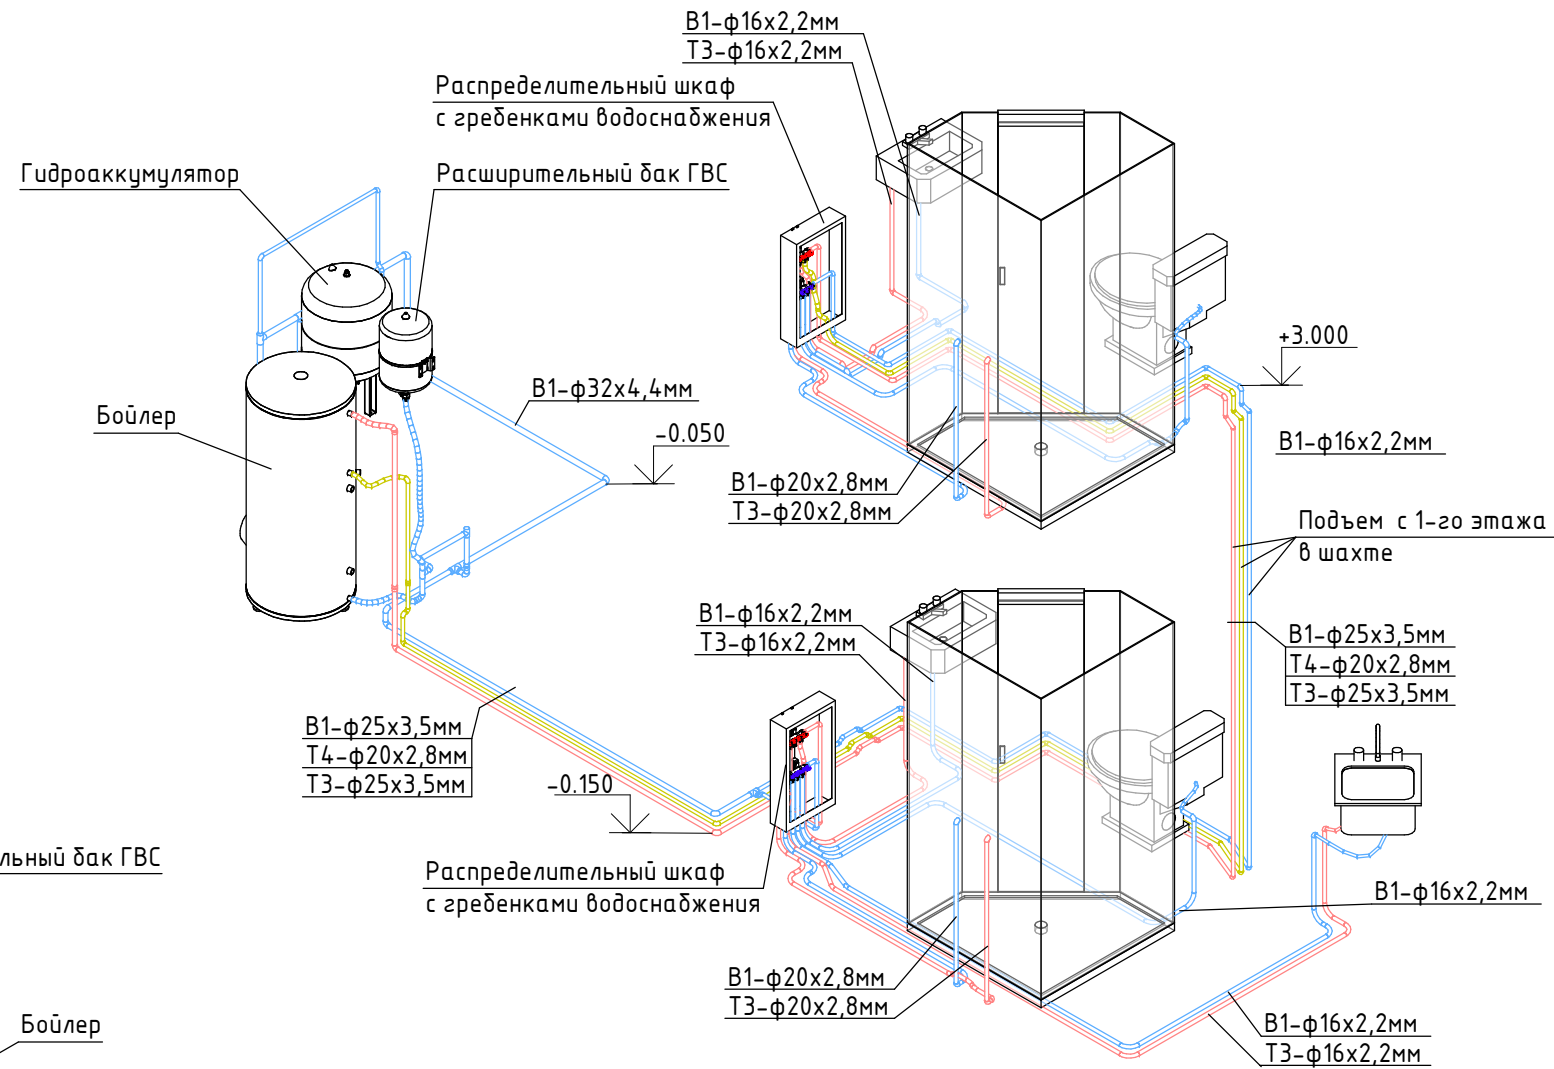 В1-ф16х2,2мм
Т3-ф16х2,2мм
Распределительный шкаф
с гребенками водоснабжения
Гидроаккумулятор
Расширительный бак ГВС
+3.000
В1-ф32х4,4мм
Бойлер
-0.050
В1-ф16х2,2мм
В1-ф20х2,8мм
Т3-ф20х2,8мм
Подъем с 1-го этажа
в шахте
В1-ф16х2,2мм
Т3-ф16х2,2мм
В1-ф25х3,5мм
Т4-ф20х2,8мм
Т3-ф25х3,5мм
В1-ф25х3,5мм
Т4-ф20х2,8мм
Т3-ф25х3,5мм
-0.150
льный бак ГВС
Распределительный шкаф
с гребенками водоснабжения
В1-ф16х2,2мм
В1-ф20х2,8мм
Т3-ф20х2,8мм
Бойлер
В1-ф16х2,2мм
Т3-ф16х2,2мм